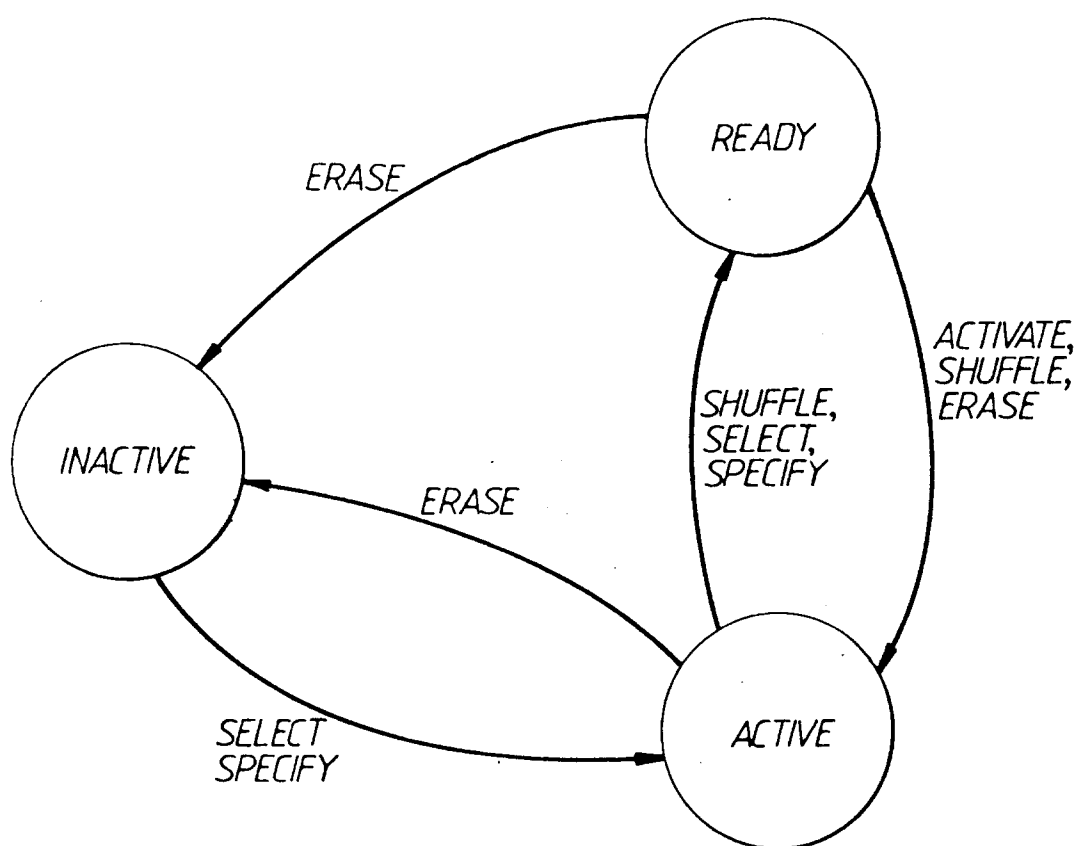 READY
ERASE
ACTIVATE,
SHUFFLE,
ERASE
SHUFFLE,
SELECT,
SPECIFY
INACTIVE
ERASE
SELECT
SPECIFY
ACTIVE